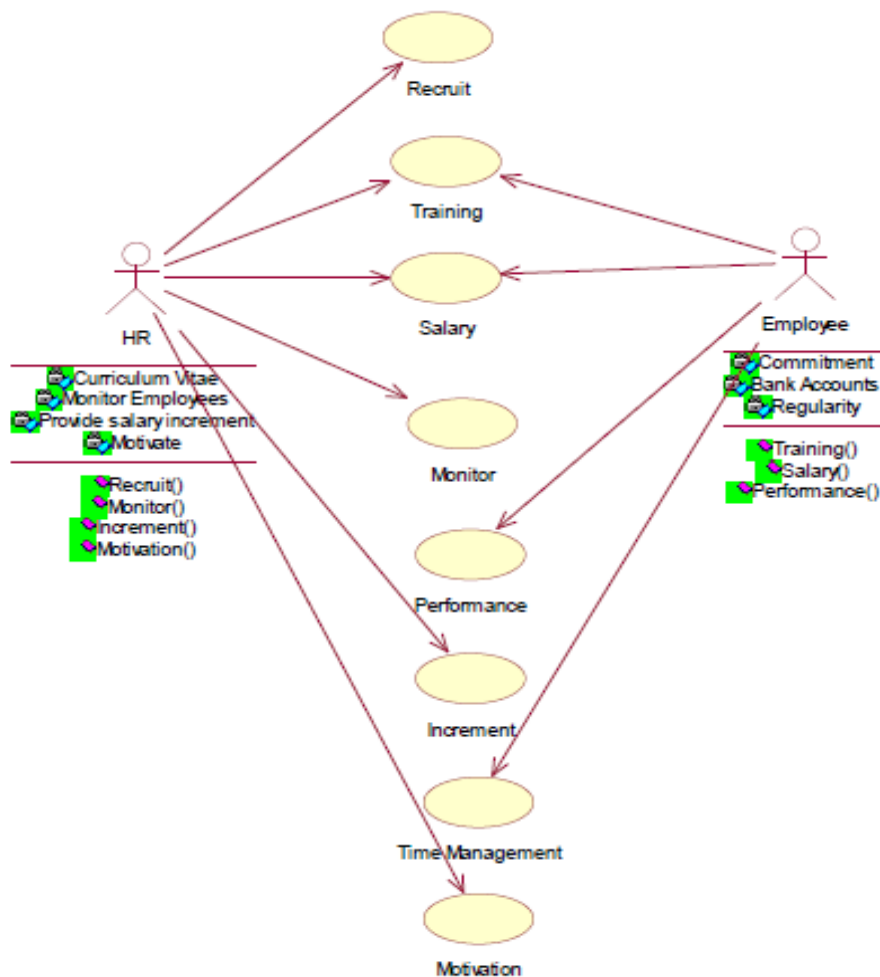 Recruit
Training
Salary
HR
Employee
Curriculum Vitae
Monitor Employees
Provide salary increment
Motivate
Recruit()
Monitor()
Increment()
Motivation()
Commitment
Bank Accounts
Regularity
Training()
Salary()
Performance()
Monitor
Performance
Increment
Time Management
Motivation